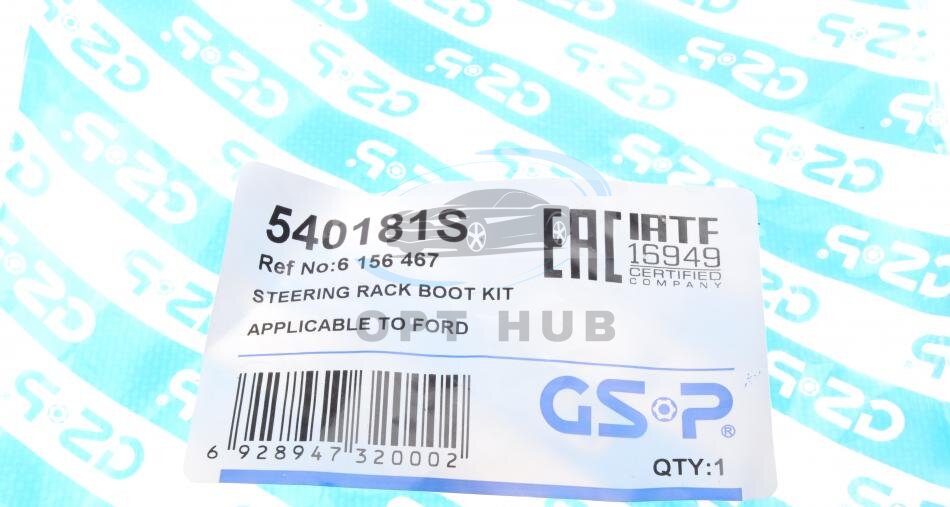 540181S
Ref No:6 156 467
STEERING RACK BOOT KIT
APPLICABLE TO FORD
EAC
IATF
16949
CERTIFIED
COMPANY
OPT HUB
GSP®
6 928947 320002
QTY:1